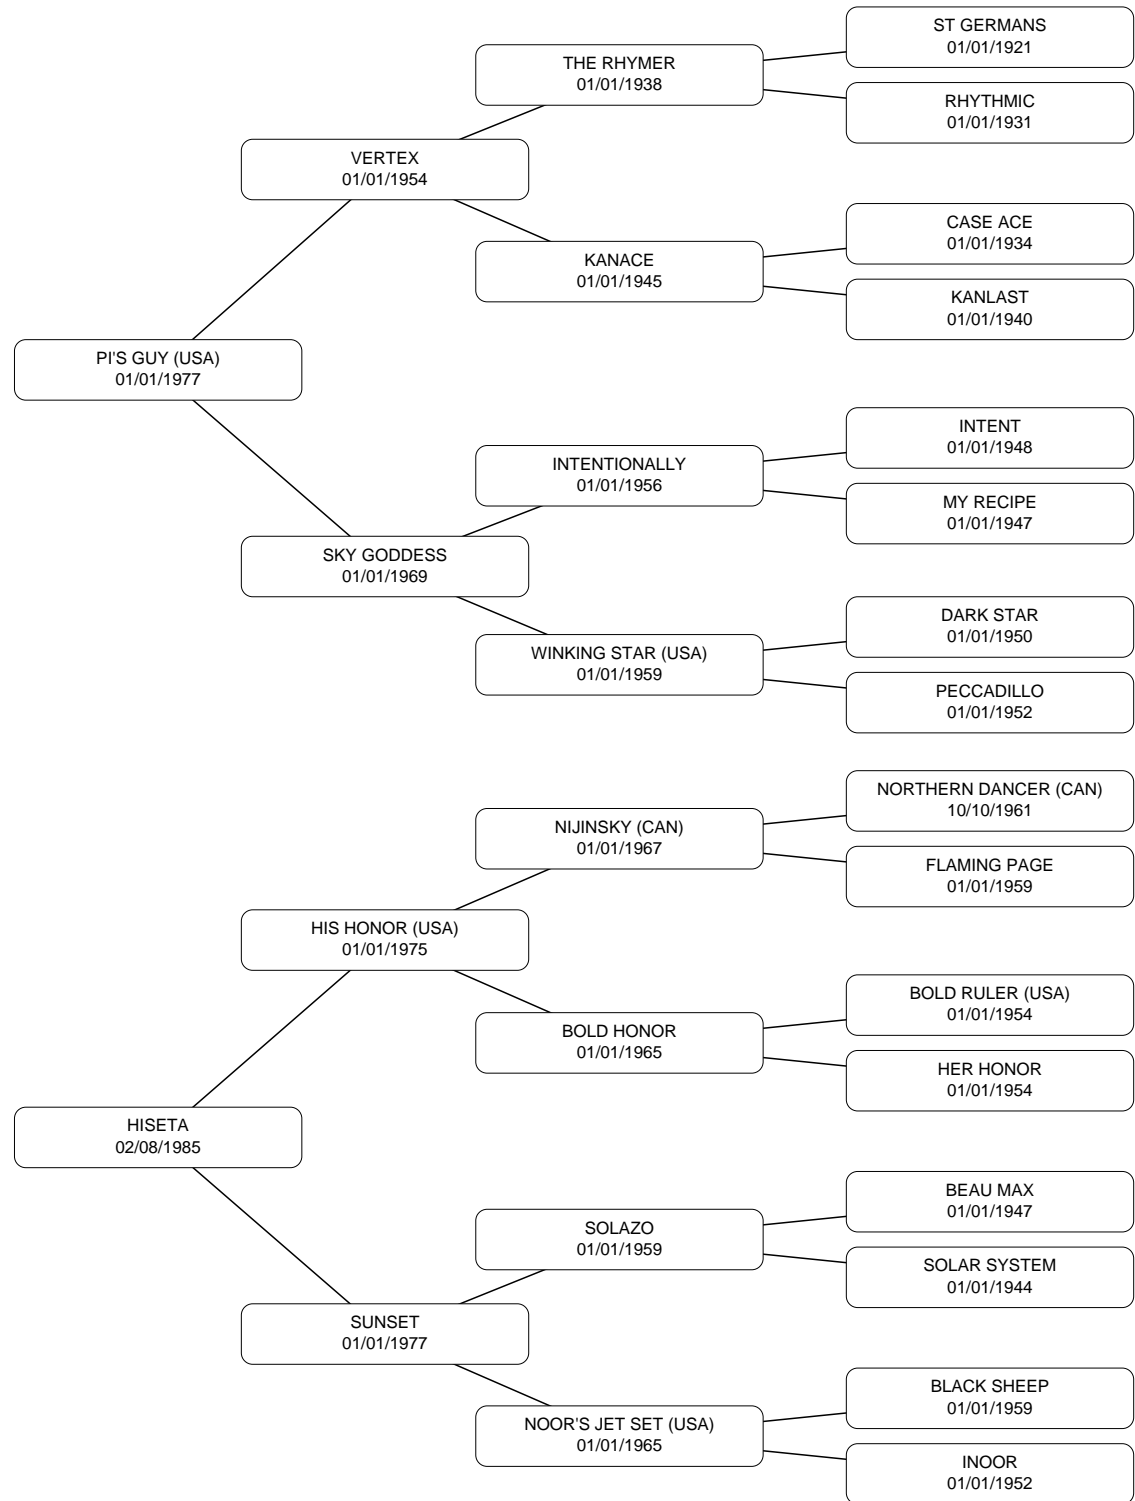 ST GERMANS
01/01/1921
THE RHYMER
01/01/1938
RHYTHMIC
01/01/1931
VERTEX
01/01/1954
CASE ACE
01/01/1934
KANACE
01/01/1945
KANLAST
01/01/1940
PI'S GUY (USA)
01/01/1977
INTENT
01/01/1948
INTENTIONALLY
01/01/1956
MY RECIPE
01/01/1947
SKY GODDESS
01/01/1969
DARK STAR
01/01/1950
WINKING STAR (USA)
01/01/1959
PECCADILLO
01/01/1952
NORTHERN DANCER (CAN)
10/10/1961
NIJINSKY (CAN)
01/01/1967
FLAMING PAGE
01/01/1959
HIS HONOR (USA)
01/01/1975
BOLD RULER (USA)
01/01/1954
BOLD HONOR
01/01/1965
HER HONOR
01/01/1954
HISETA
02/08/1985
BEAU MAX
01/01/1947
SOLAZO
01/01/1959
SOLAR SYSTEM
01/01/1944
SUNSET
01/01/1977
BLACK SHEEP
01/01/1959
NOOR'S JET SET (USA)
01/01/1965
INOOR
01/01/1952